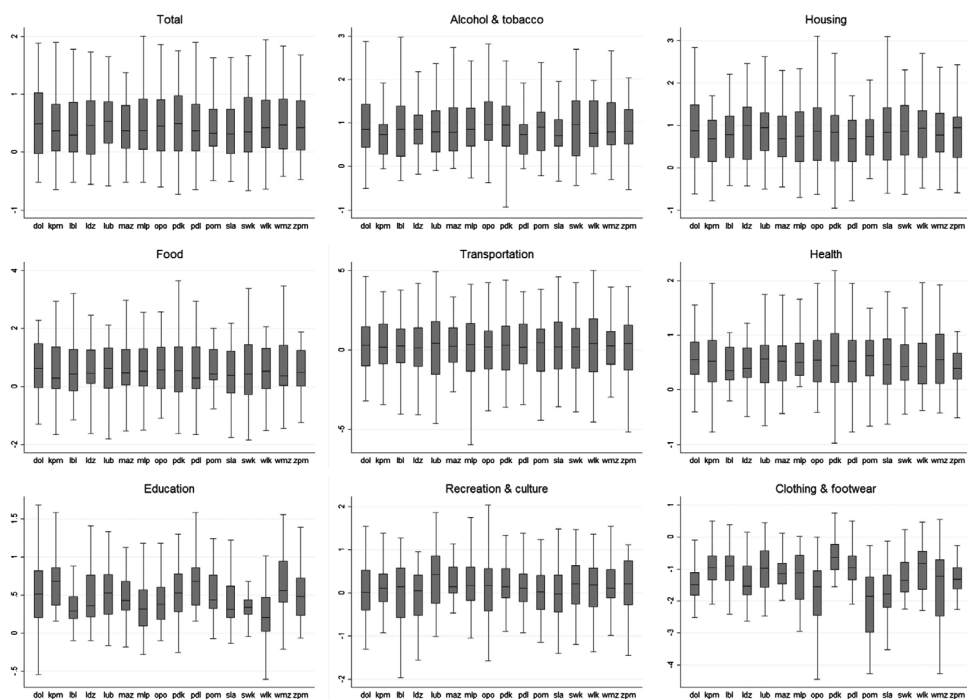 Total
2
1
0
-1
dol kpm lbl ldz lub maz mlp opo pdk pdl pom sla swk wlk wmz zpm
Alcohol & tobacco
3
2
1
0
-1
dol kpm lbl ldz lub maz mlp opo pdk pdl pom sla swk wlk wmz zpm
Housing
3
2
1
0
-1
dol kpm lbl ldz lub maz mlp opo pdk pdl pom sla swk wlk wmz zpm
Food
4
2
0
-2
dol kpm lbl ldz lub maz mlp opo pdk pdl pom sla swk wlk wmz zpm
Transportation
5
0
-5
dol kpm lbl ldz lub maz mlp opo pdk pdl pom sla swk wlk wmz zpm
Health
2
1
0
-1
dol kpm lbl ldz lub maz mlp opo pdk pdl pom sla swk wlk wmz zpm
Education
1.5
1
.5
0
-.5
dol kpm lbl ldz lub maz mlp opo pdk pdl pom sla swk wlk wmz zpm
Recreation & culture
2
1
0
-1
-2
dol kpm lbl ldz lub maz mlp opo pdk pdl pom sla swk wlk wmz zpm
Clothing & footwear
1
0
-1
-2
-3
-4
dol kpm lbl ldz lub maz mlp opo pdk pdl pom sla swk wlk wmz zpm